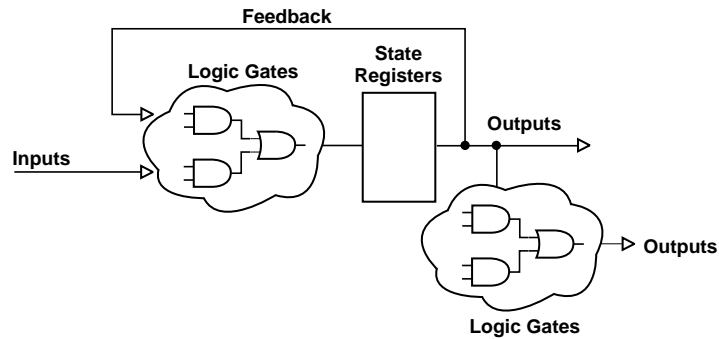 Feedback
State
Registers
Logic Gates
Outputs
Inputs
Outputs
Logic Gates